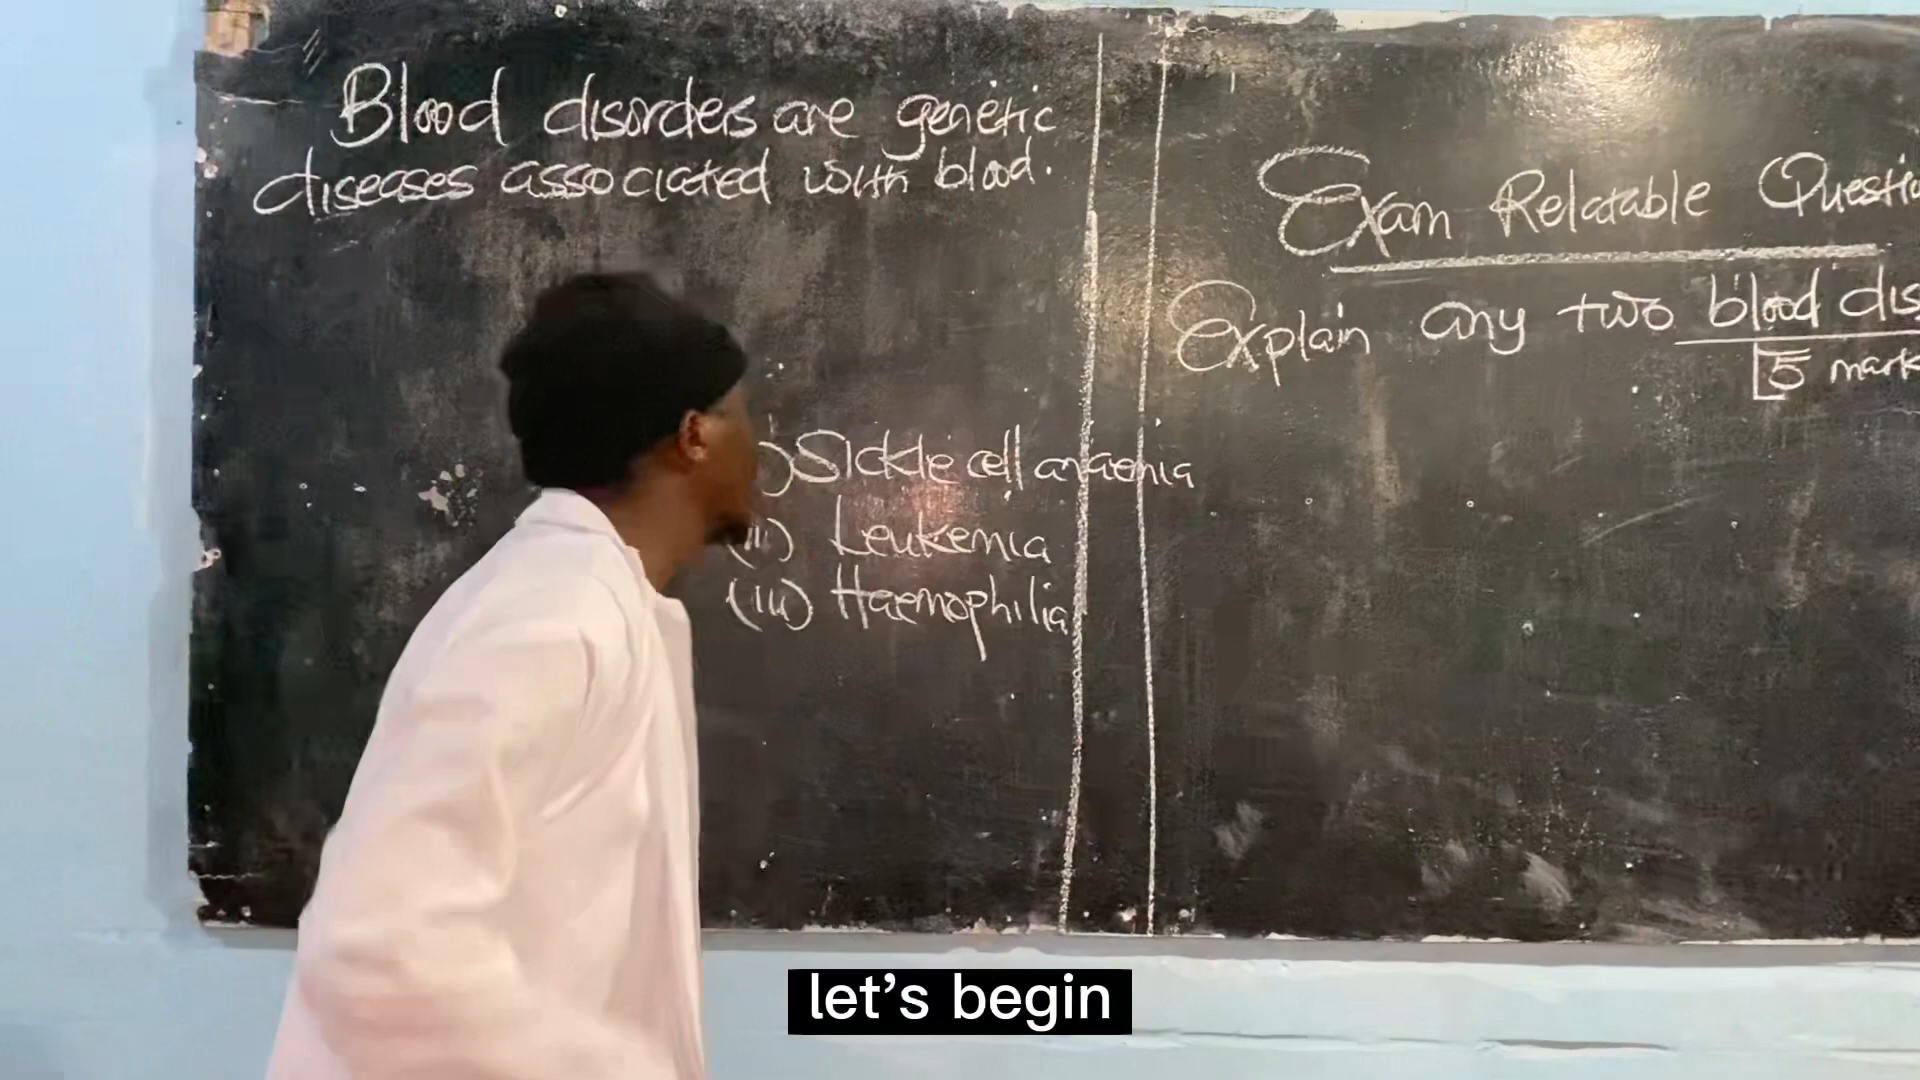 Blood disorders are genetic
diseases associated with blood.
Sickle cell anaemia
(ii) Leukemia
(iii) Haemophilia
Exam Relatable
Explain any two blood
5
let's begin